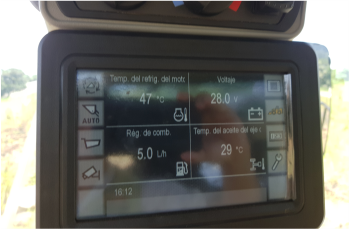 Temp. del refrig. del moto
Voltaje
47 °C
28.0 V
AUTO
Rég. de comb.
Temp. del aceite del eje
5.0 L/h
29 °C
16:12